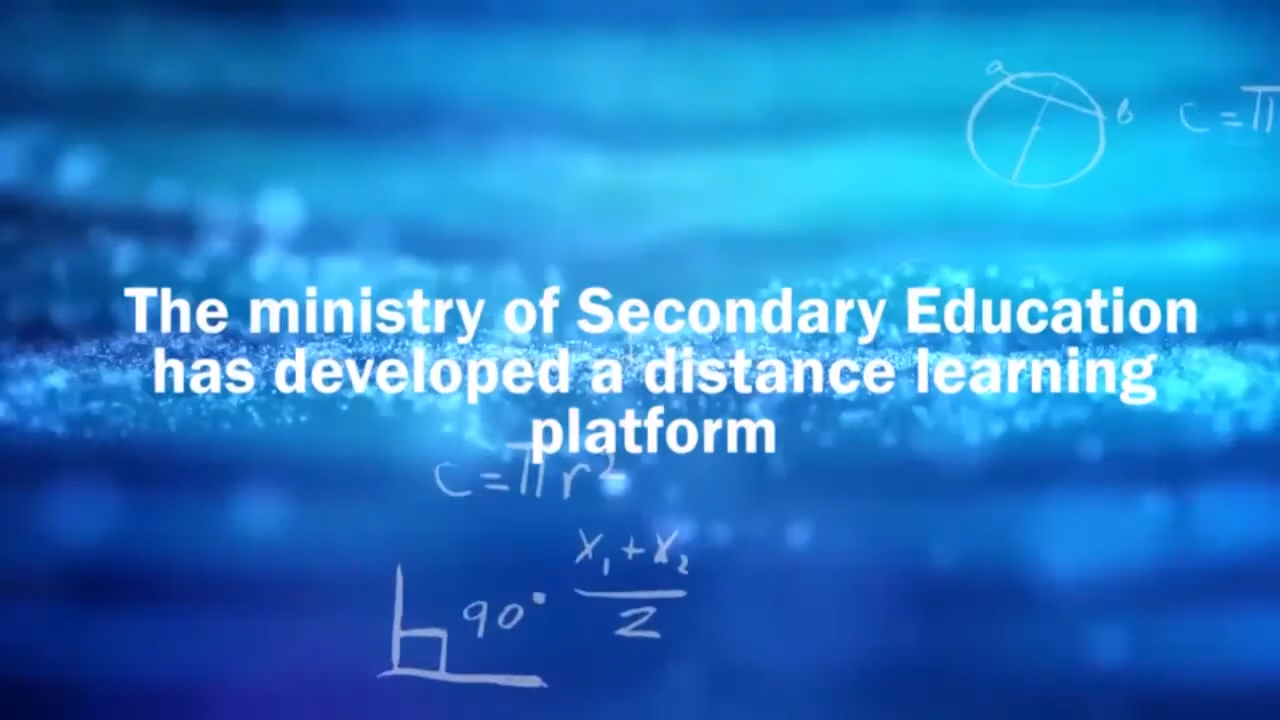 a
b
c=π
The ministry of Secondary Education
has developed a distance learning
platform
c=πr²
x₁+x₂
2
90°